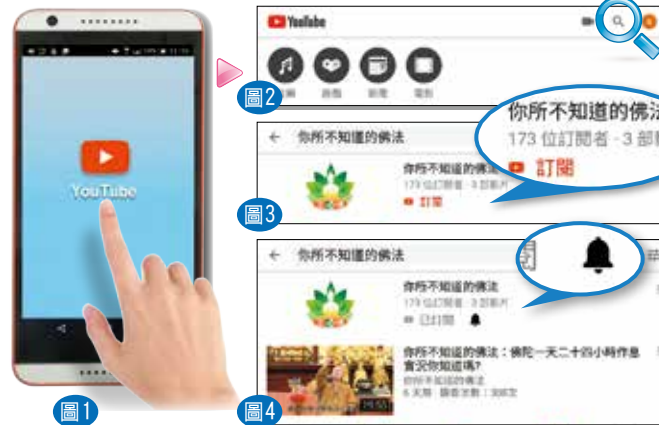 YouTube
圖1
YouTube
新聞
電影
圖2
← 你所不知道的佛法
你所不知道的佛法
173 位訂閱者·3 部影片
訂閱
你所不知道的佛法
173 位訂閱者·3 部
訂閱
圖3
← 你所不知道的佛法
你所不知道的佛法
173 位訂閱者·3 部影片
已訂閱
你所不知道的佛法：佛陀一天二十四小時作息
實況你知道嗎?
你所不知道的佛法
圖4